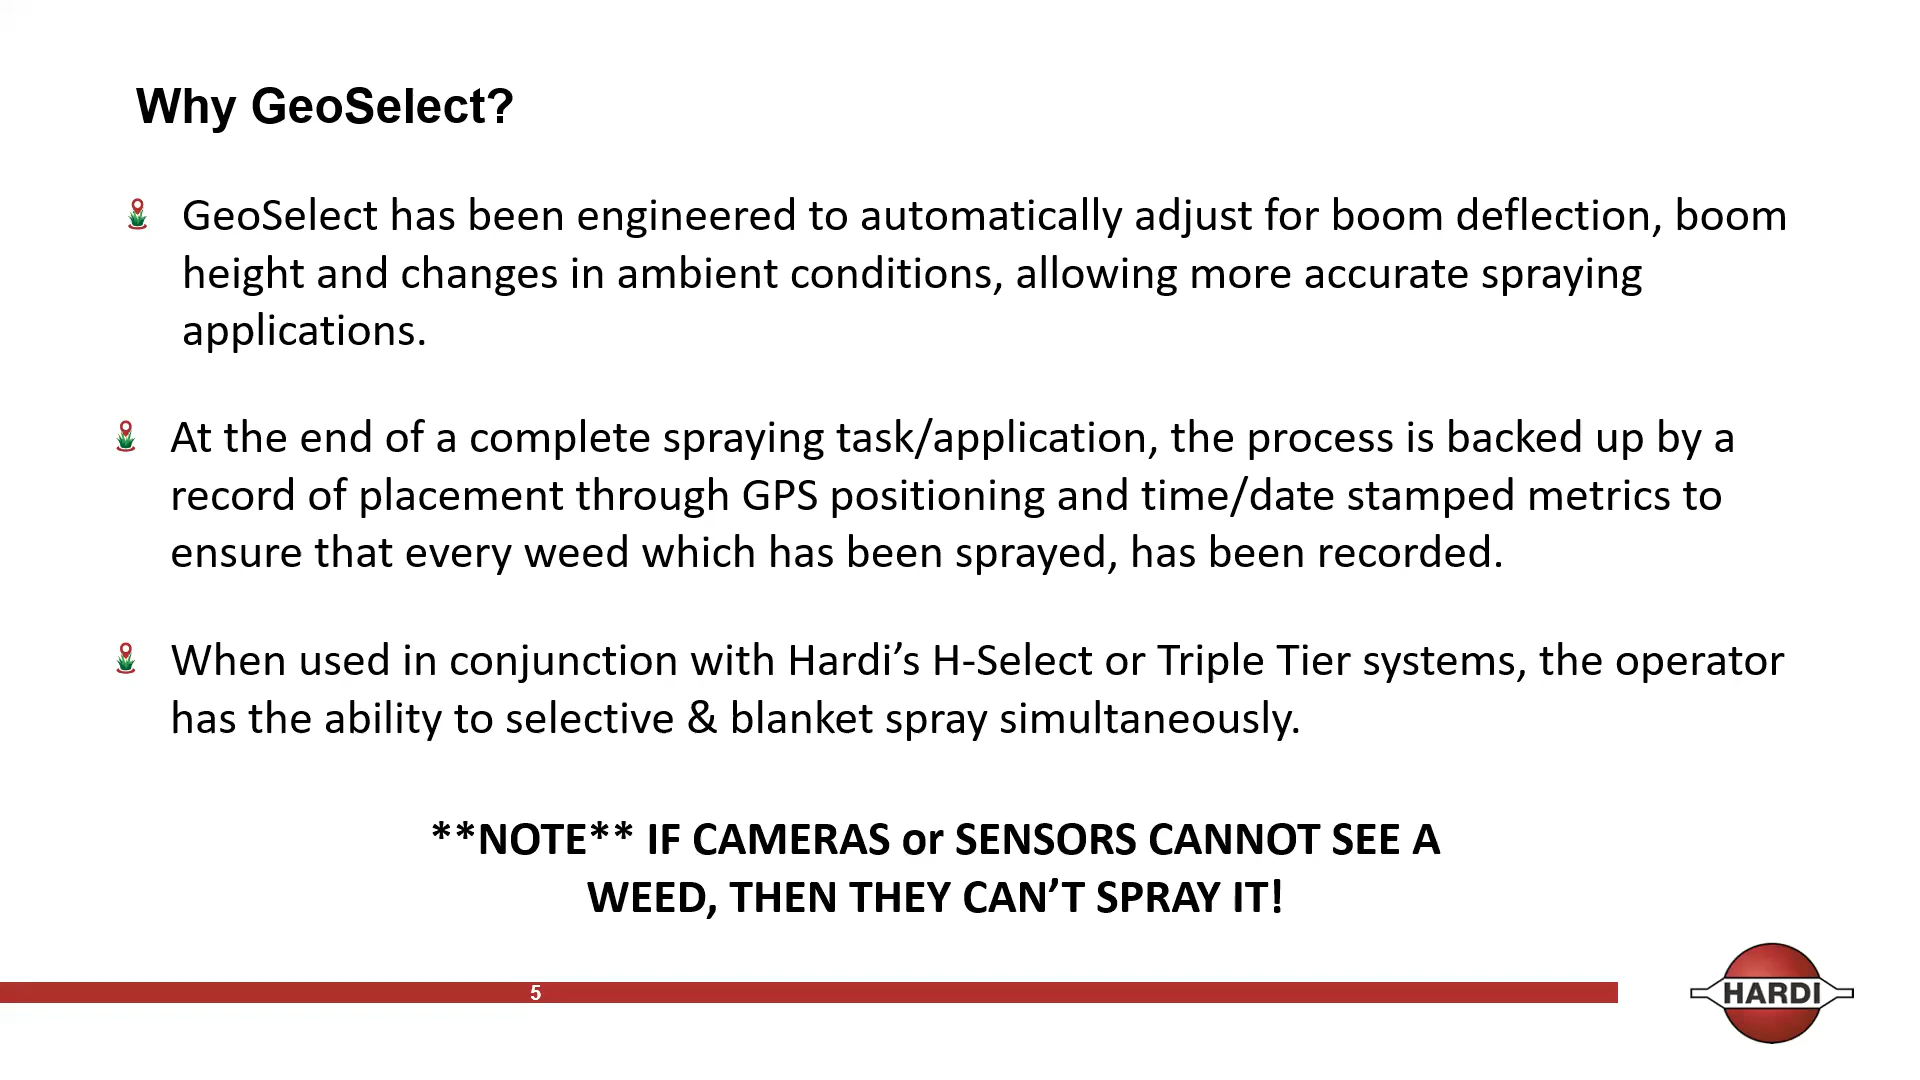 Why GeoSelect?
GeoSelect has been engineered to automatically adjust for boom deflection, boom
height and changes in ambient conditions, allowing more accurate spraying
applications.
At the end of a complete spraying task/application, the process is backed up by a
record of placement through GPS positioning and time/date stamped metrics to
ensure that every weed which has been sprayed, has been recorded.
When used in conjunction with Hardi’s H-Select or Triple Tier systems, the operator
has the ability to selective & blanket spray simultaneously.
**NOTE** IF CAMERAS or SENSORS CANNOT SEE A
WEED, THEN THEY CAN’T SPRAY IT!
5
HARDI